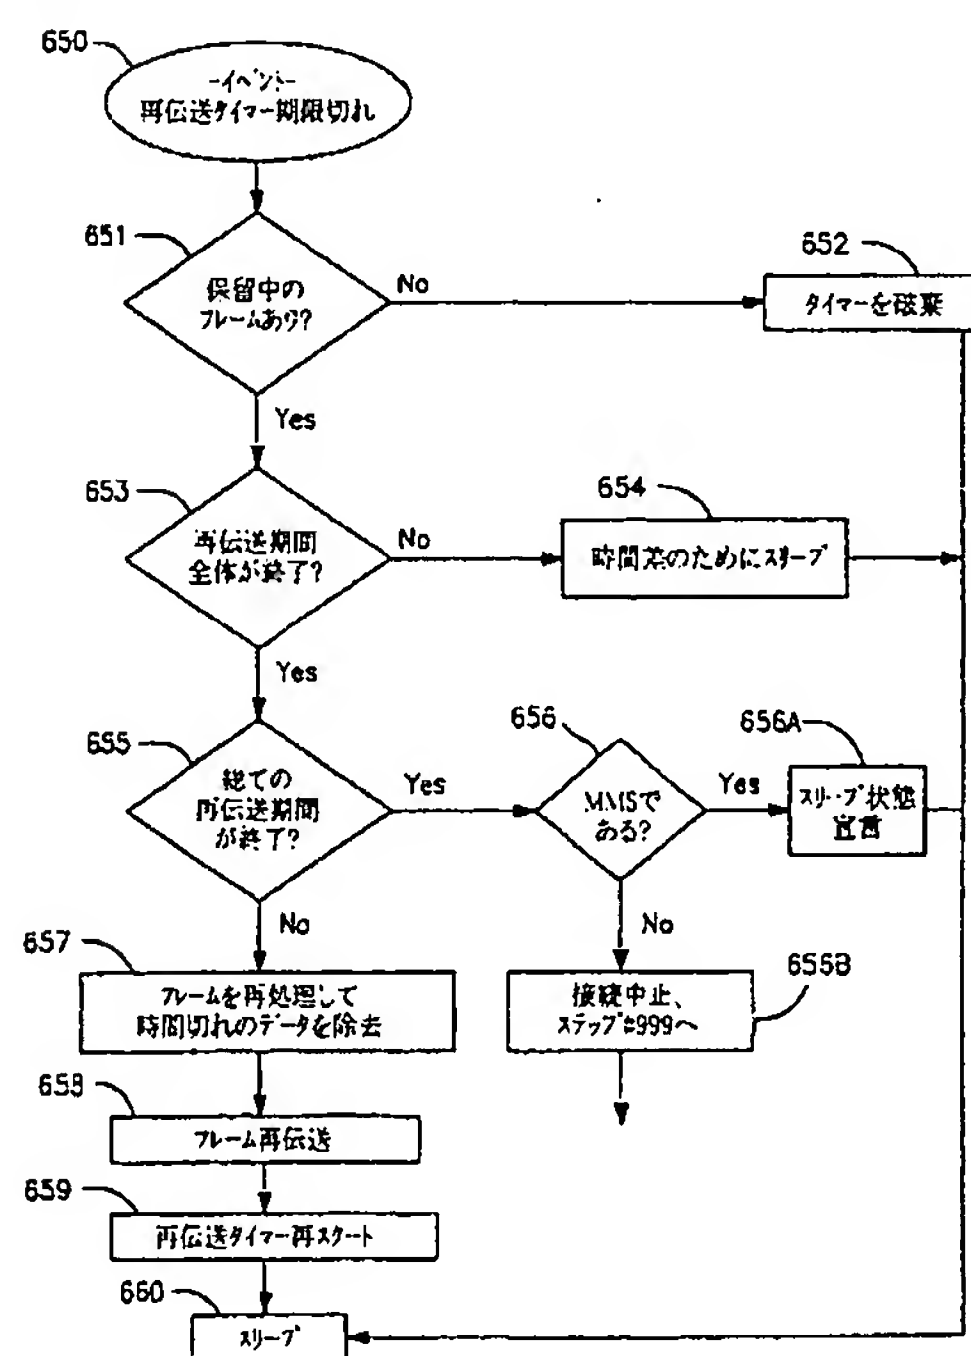 650
-イベント-
再伝送タイマー期限切れ
651
保留中の
フレームあり?
No
652
タイマーを破棄
Yes
653
再伝送期間
全体が終了?
No
654
時間差のためにスリープ
Yes
655
総ての
再伝送期間
が終了?
Yes
656
MMSで
ある?
Yes
656A
スリープ状態
宣言
No
No
657
フレームを再処理して
時間切れのデータを除去
656B
接続中止、
ステップ#999へ
658
フレーム再伝送
659
再伝送タイマー再スタート
660
スリープ